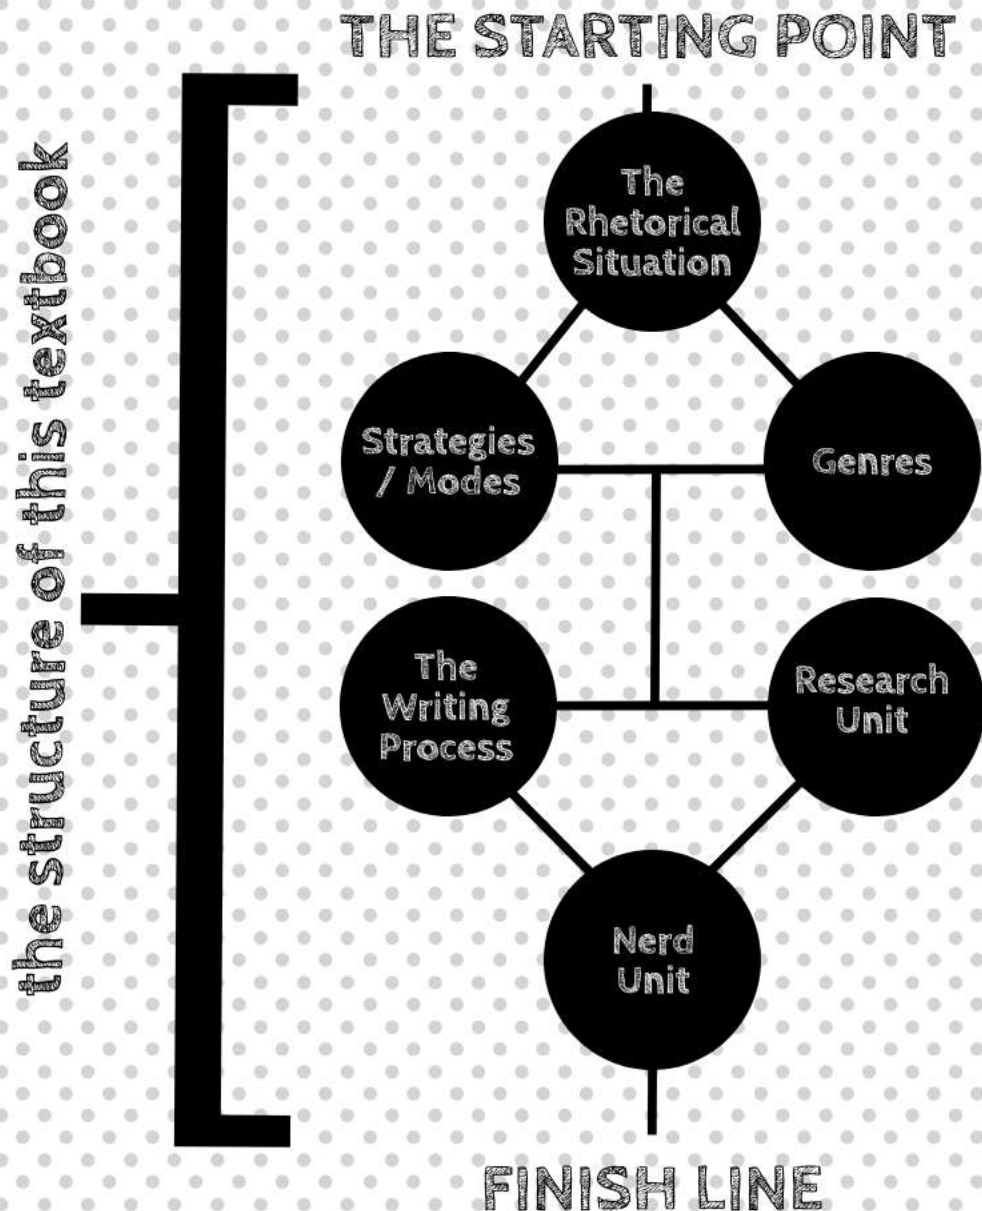 THE STARTING POINT
the structure of this textbook
The
Rhetorical
Situation
Strategies
/ Modes
Genres
The
Writing
Process
Research
Unit
Nerd
Unit
FINISH LINE